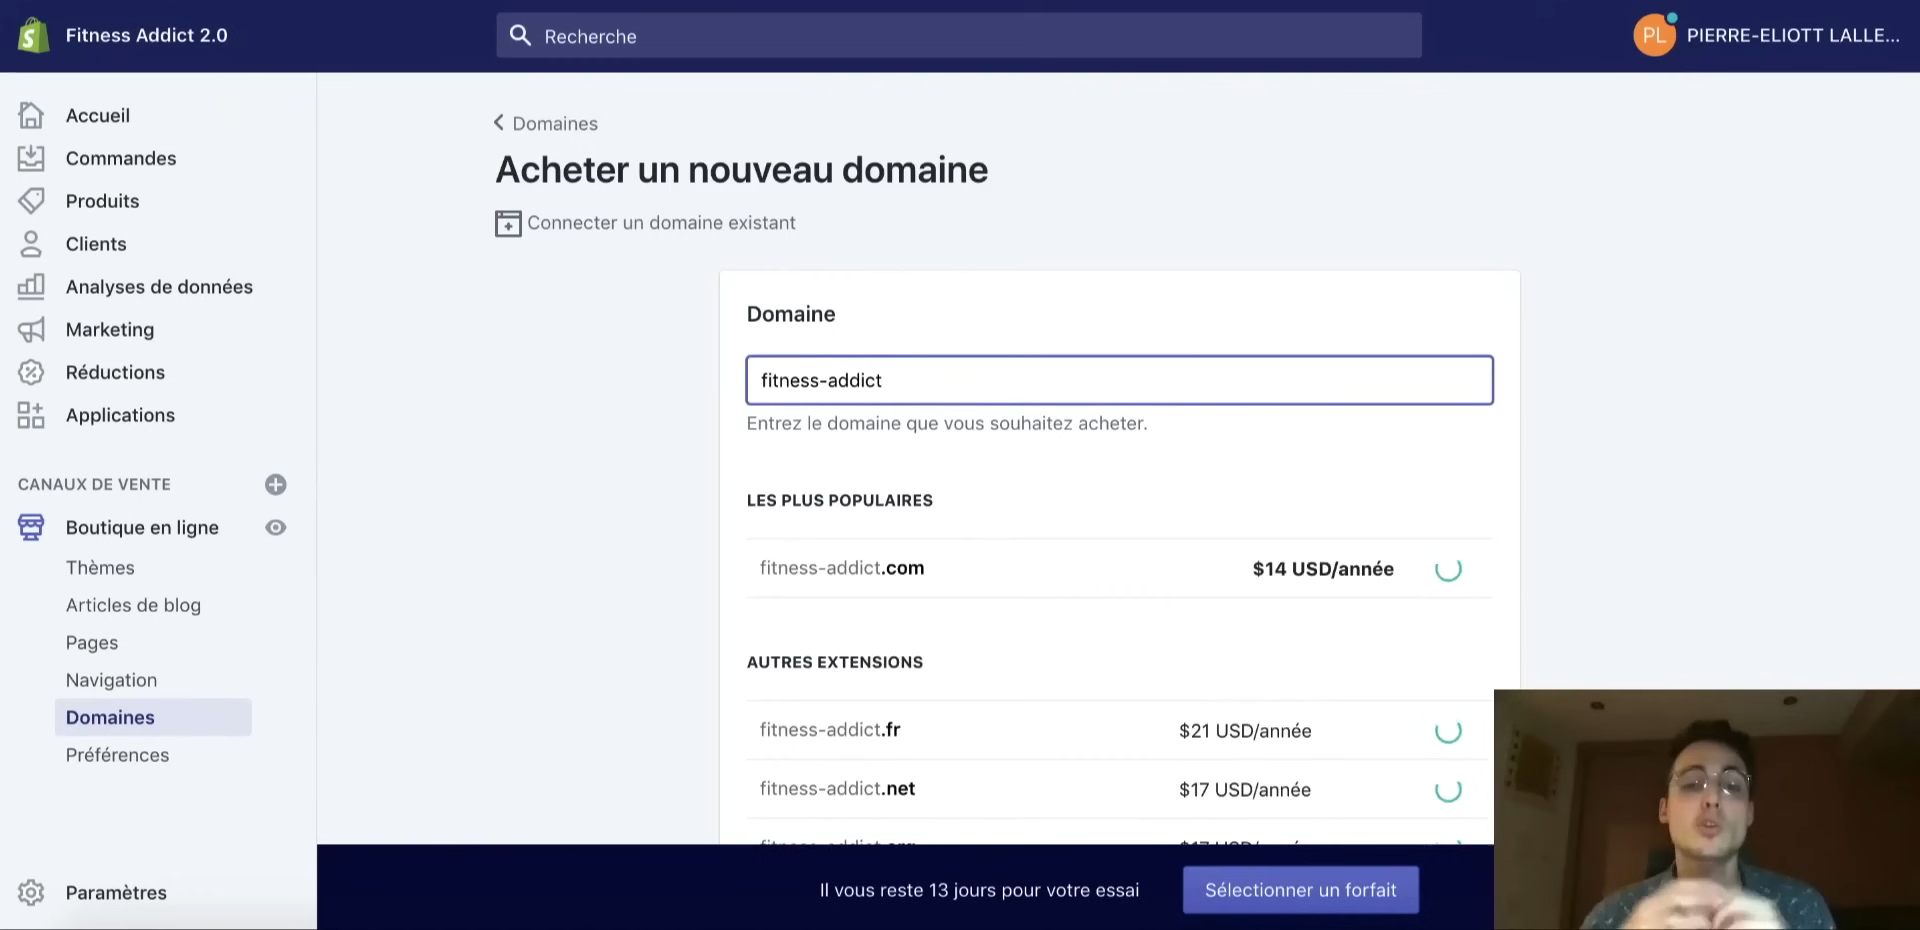 Fitness Addict 2.0
Recherche
PL
PIERRE-ELIOTT LALLE...
Accueil
Commandes
Produits
Clients
Analyses de données
Marketing
Réductions
Applications
CANAUX DE VENTE
Boutique en ligne
Thèmes
Articles de blog
Pages
Navigation
Domaines
Préférences
Paramètres
Domaines
Acheter un nouveau domaine
Connecter un domaine existant
Domaine
fitness-addict
Entrez le domaine que vous souhaitez acheter.
LES PLUS POPULAIRES
fitness-addict.com $14 USD/année
AUTRES EXTENSIONS
fitness-addict.fr $21 USD/année
fitness-addict.net $17 USD/année
Il vous reste 13 jours pour votre essai
Sélectionner un forfait